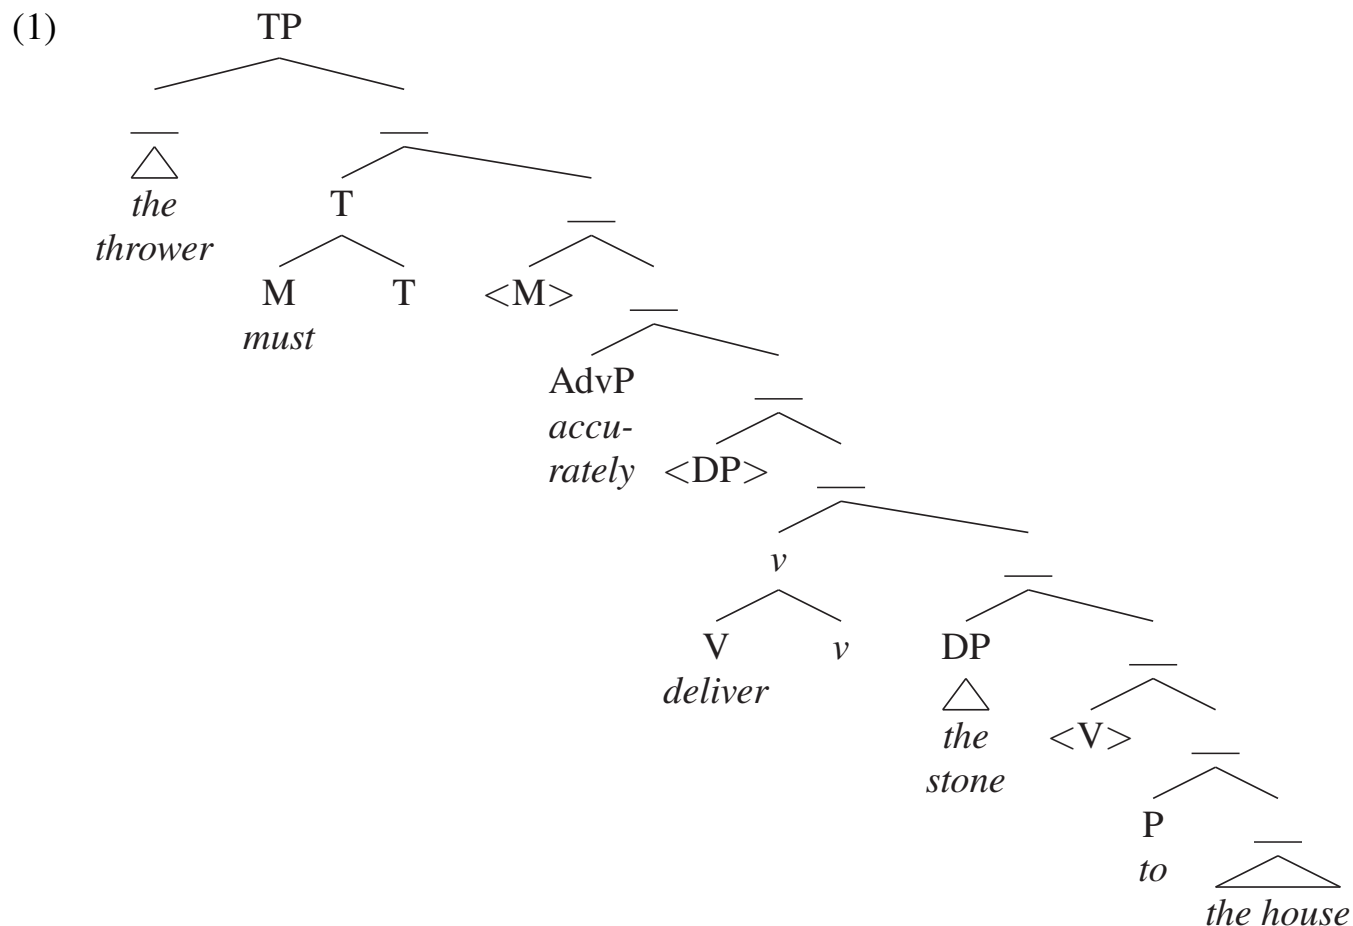 (1) TP
the
thrower
T
M T <M>
must
AdvP
accu-
rately <DP>
v
V v DP
deliver
the <V>
stone
P
to
the house